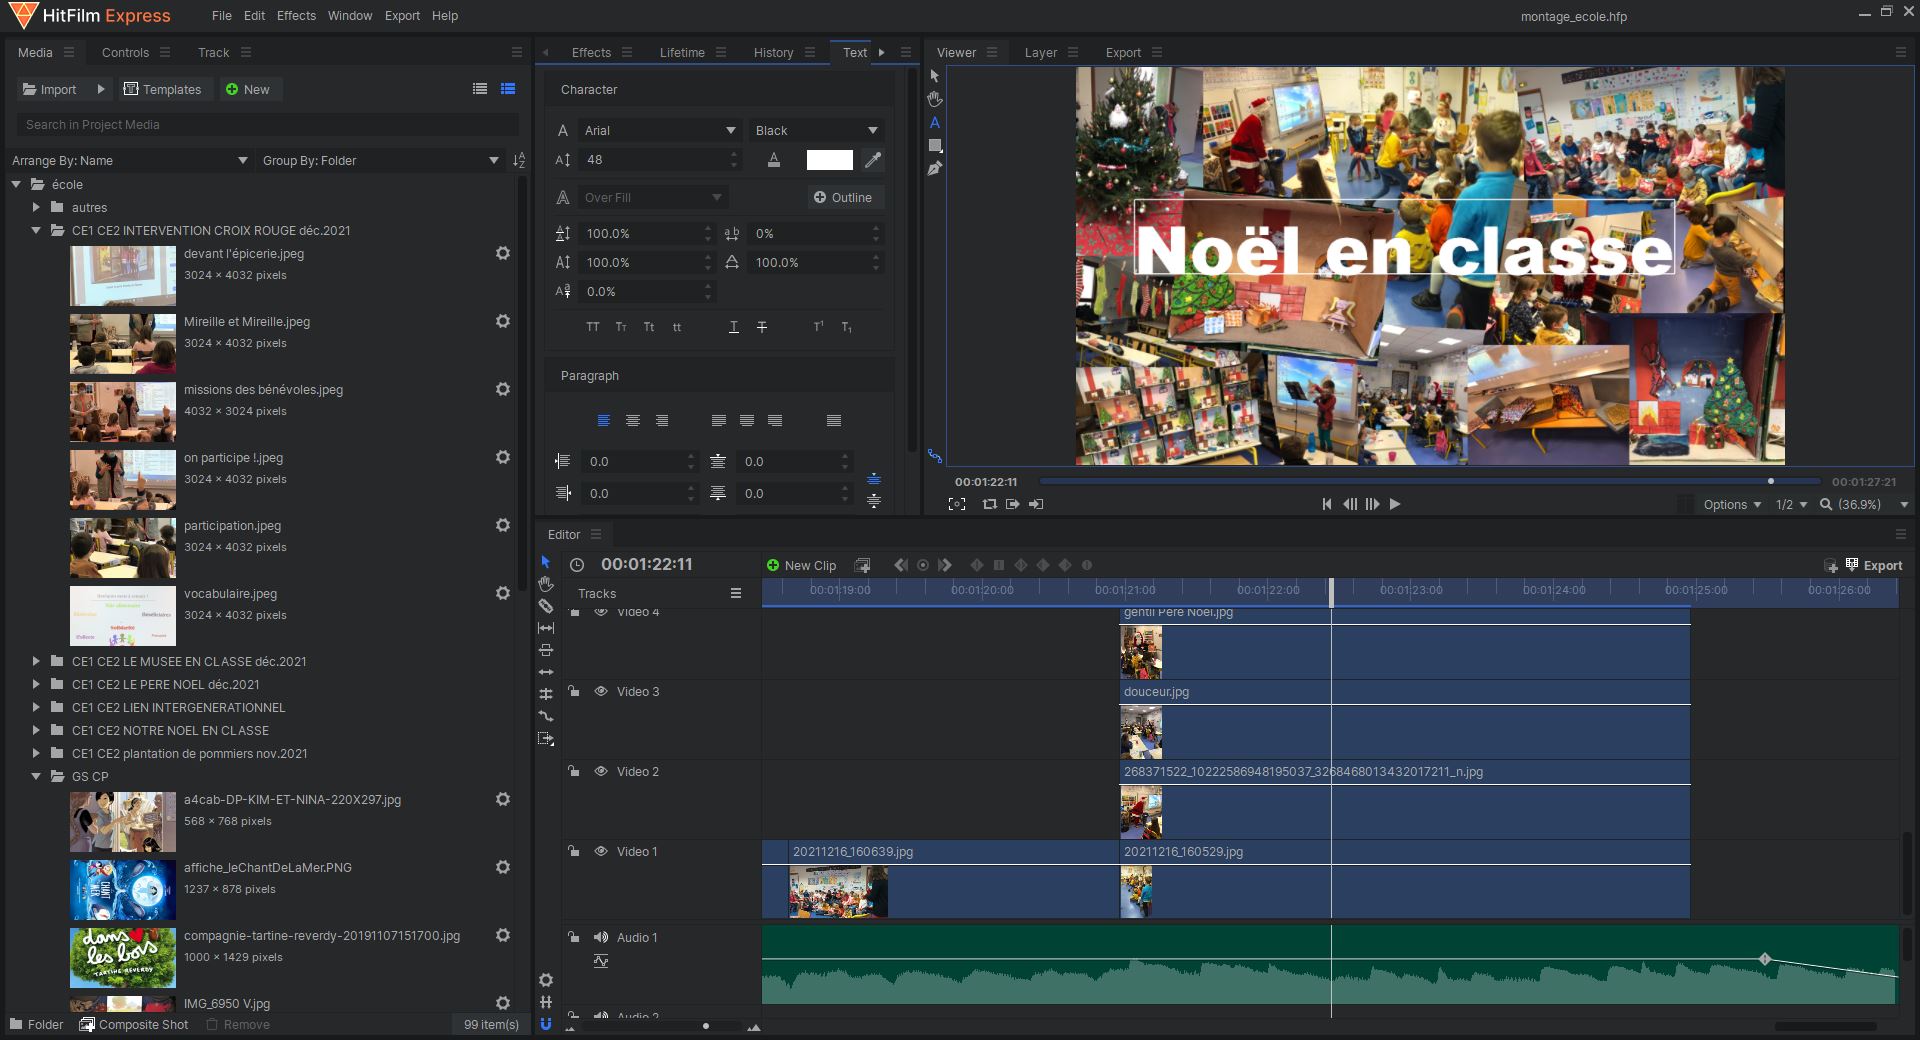 HitFilm Express
File Edit Effects Window Export Help
montage_ecole.hfp
Media Controls Track
Effects Lifetime History Text
Viewer Layer Export
Import Templates New
Search in Project Media
Arrange By: Name Group By: Folder
école
autres
CE1 CE2 INTERVENTION CROIX ROUGE déc.2021
devant l'épicerie.jpeg
3024 × 4032 pixels
Mireille et Mireille.jpeg
3024 × 4032 pixels
missions des bénévoles.jpeg
4032 × 3024 pixels
on participe !.jpeg
3024 × 4032 pixels
participation.jpeg
3024 × 4032 pixels
vocabulaire.jpeg
3024 × 4032 pixels
CE1 CE2 LE MUSEE EN CLASSE déc.2021
CE1 CE2 LE PERE NOEL déc.2021
CE1 CE2 LIEN INTERGENERATIONNEL
CE1 CE2 NOTRE NOEL EN CLASSE
CE1 CE2 plantation de pommiers nov.2021
GS CP
a4cab-DP-KIM-ET-NINA-220X297.jpg
568 × 768 pixels
affiche_leChantDeLaMer.PNG
1237 × 878 pixels
dans les bois
TARTINE REVERDY
compagnie-tartine-reverdy-20191107151700.jpg
1000 × 1429 pixels
IMG_6950 V.jpg
Folder Composite Shot Remove 99 item(s)
Character
Arial Black
48
Over Fill Outline
100.0% 0%
100.0% 100.0%
0.0%
TT Tт Tt tt T T T¹ T₁
Paragraph
0.0 0.0
0.0 0.0
Noël en classe
00:01:22:11 00:01:27:21
Options 1/2 (36.9%)
Editor
00:01:22:11 New Clip Export
Tracks
00:01:19:00 00:01:20:00 00:01:21:00 00:01:22:00 00:01:23:00 00:01:24:00 00:01:25:00 00:01:26:00
Video 4 gentil Père Noël.jpg
Video 3 douceur.jpg
Video 2 268371522_10222586948195037_3268468013432017211_n.jpg
Video 1 20211216_160639.jpg 20211216_160529.jpg
Audio 1
Audio 2